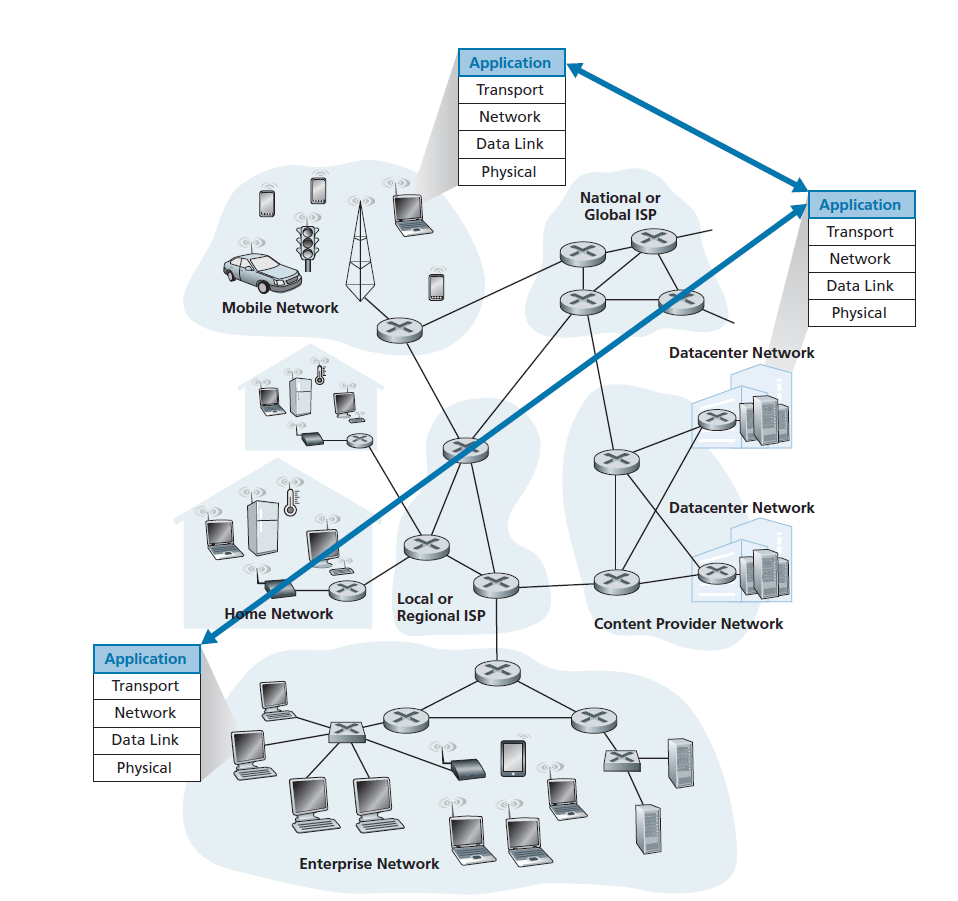 Application
Transport
Network
Data Link
Physical
National or
Global ISP
Application
Transport
Network
Data Link
Physical
Mobile Network
Datacenter Network
Datacenter Network
Home Network
Local or
Regional ISP
Content Provider Network
Application
Transport
Network
Data Link
Physical
Enterprise Network